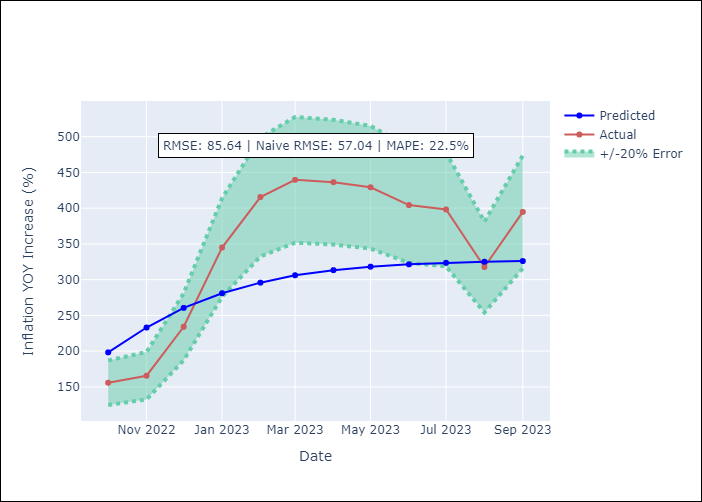 RMSE: 85.64 | Naive RMSE: 57.04 | MAPE: 22.5%
Predicted
Actual
+/-20% Error
Inflation YOY Increase (%)
500
450
400
350
300
250
200
150
Nov 2022
Jan 2023
Mar 2023
May 2023
Jul 2023
Sep 2023
Date